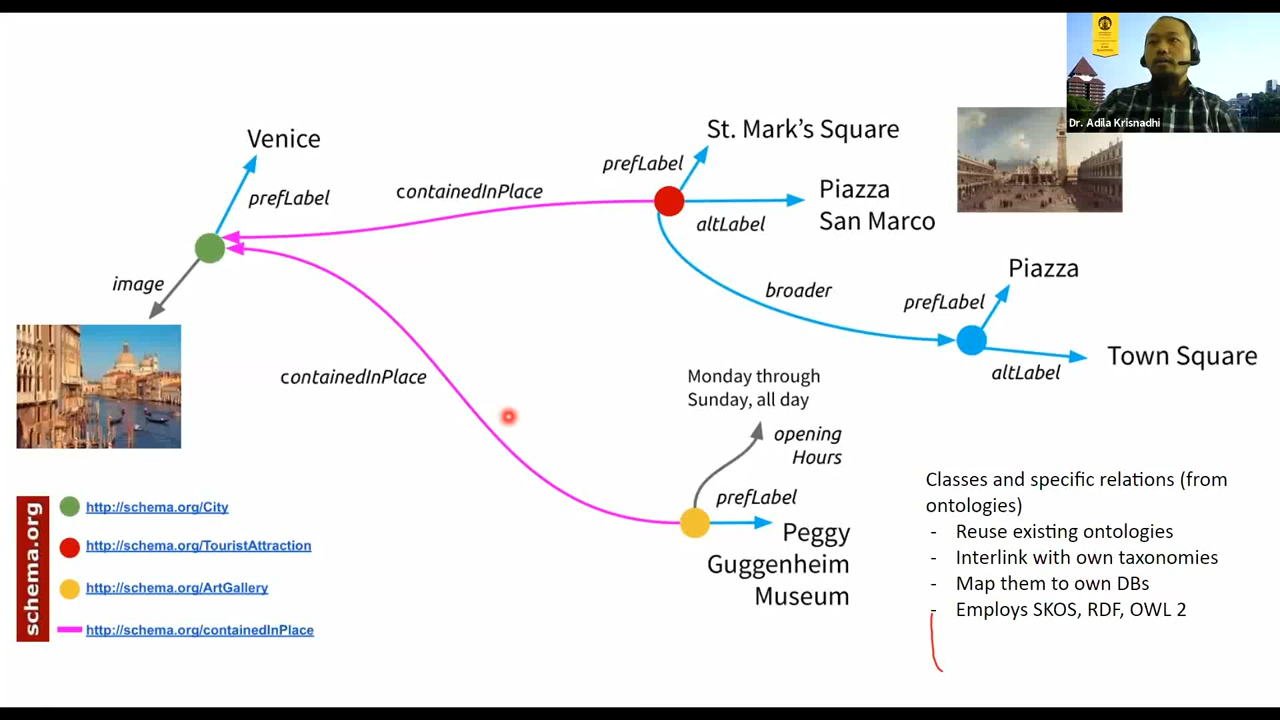 Dr. Adila Krisnadhi
Venice
prefLabel
containedInPlace
prefLabel
St. Mark's Square
Piazza
San Marco
altLabel
image
broader
Piazza
prefLabel
Town Square
altLabel
containedInPlace
Monday through
Sunday, all day
opening
Hours
prefLabel
Peggy
Guggenheim
Museum
schema.org
http://schema.org/City
http://schema.org/TouristAttraction
http://schema.org/ArtGallery
http://schema.org/containedInPlace
Classes and specific relations (from
ontologies)
- Reuse existing ontologies
- Interlink with own taxonomies
- Map them to own DBs
- Employs SKOS, RDF, OWL 2